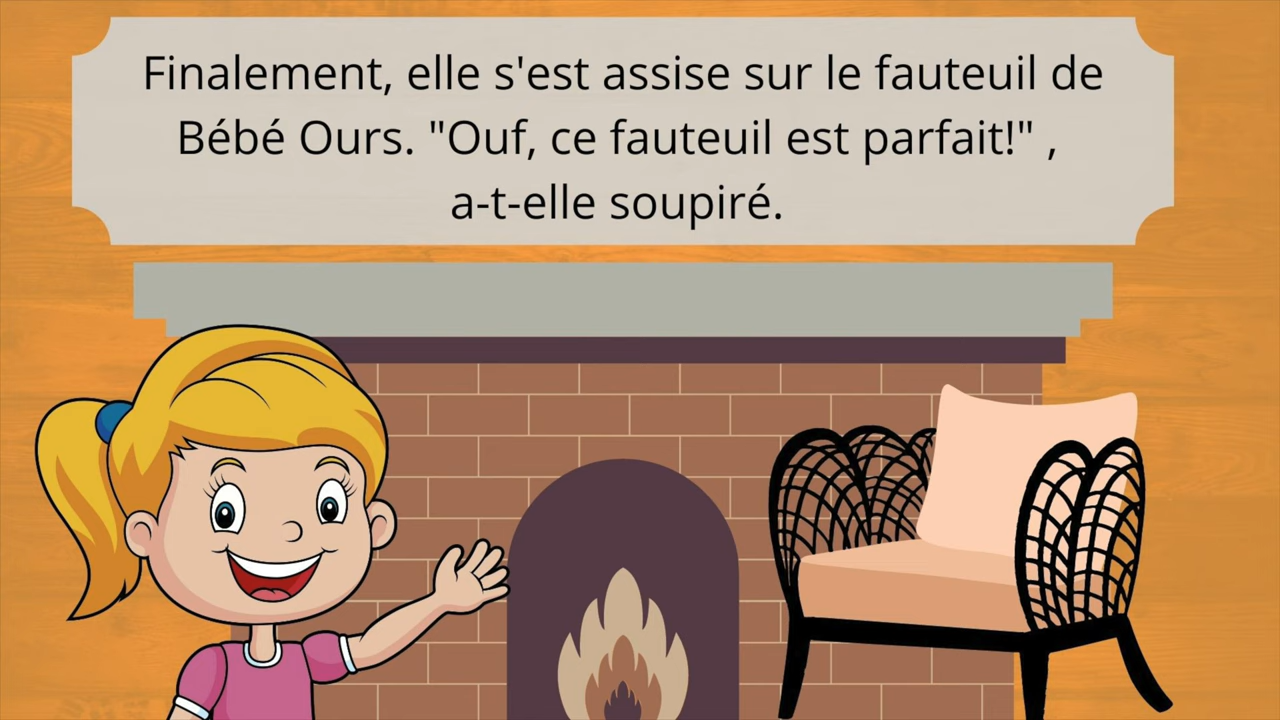 Finalement, elle s'est assise sur le fauteuil de
Bébé Ours. "Ouf, ce fauteuil est parfait!" ,
a-t-elle soupiré.